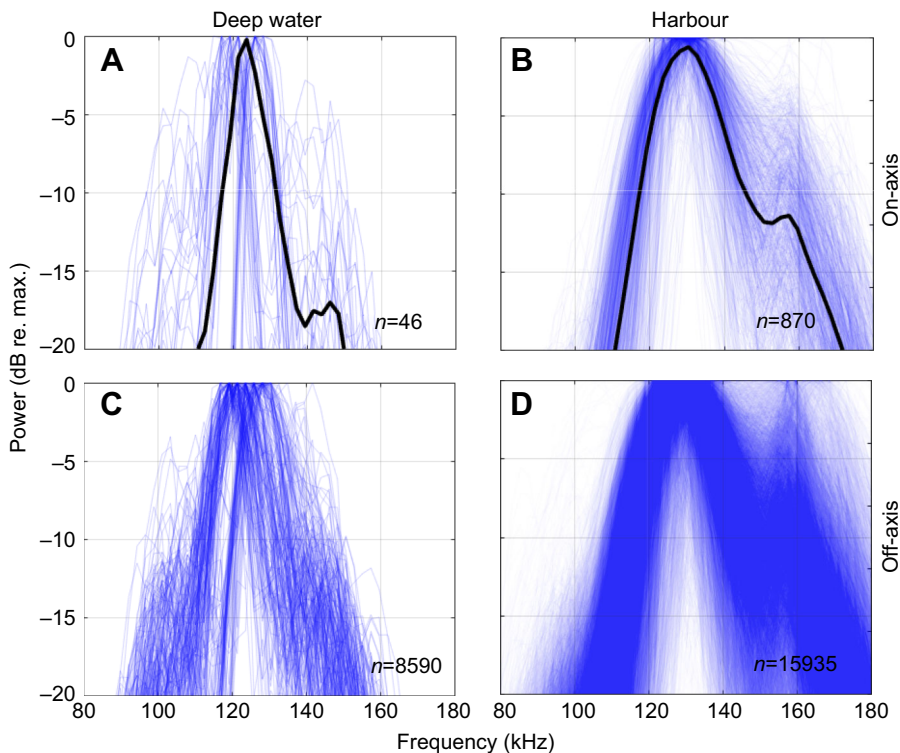 Deep water
Harbour
A
B
0
–5
–10
–15
–20
n=46
n=870
On-axis
C
D
0
–5
–10
–15
–20
n=8590
n=15935
Off-axis
Power (dB re. max.)
80 100 120 140 160 180
80 100 120 140 160 180
Frequency (kHz)